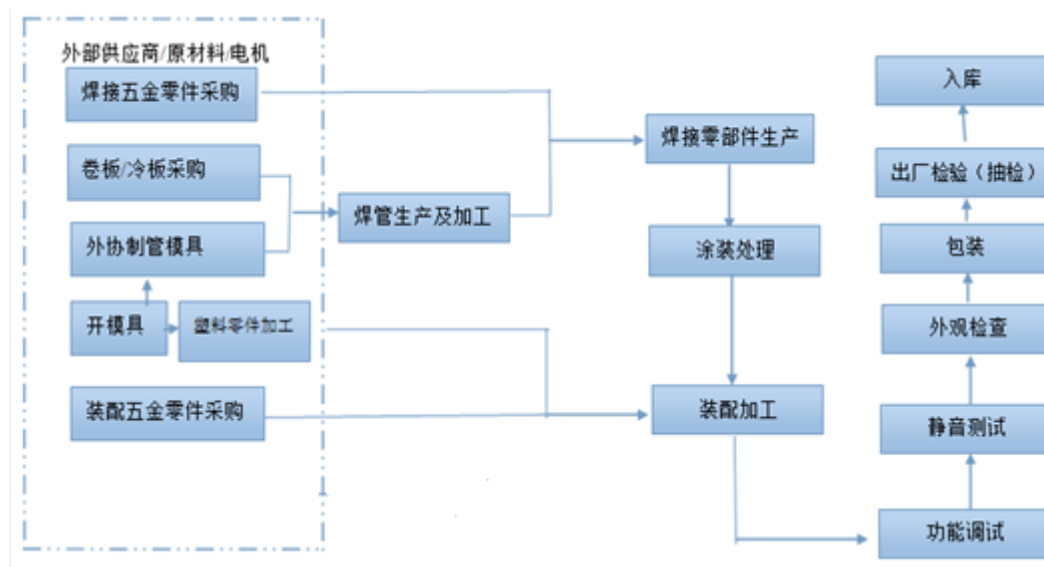 外部供应商/原材料/电机
焊接五金零件采购
卷板/冷板采购
外协制管模具
开模具
塑料零件加工
装配五金零件采购
焊管生产及加工
焊接零部件生产
涂装处理
装配加工
入库
出厂检验（抽检）
包装
外观检查
静音测试
功能调试